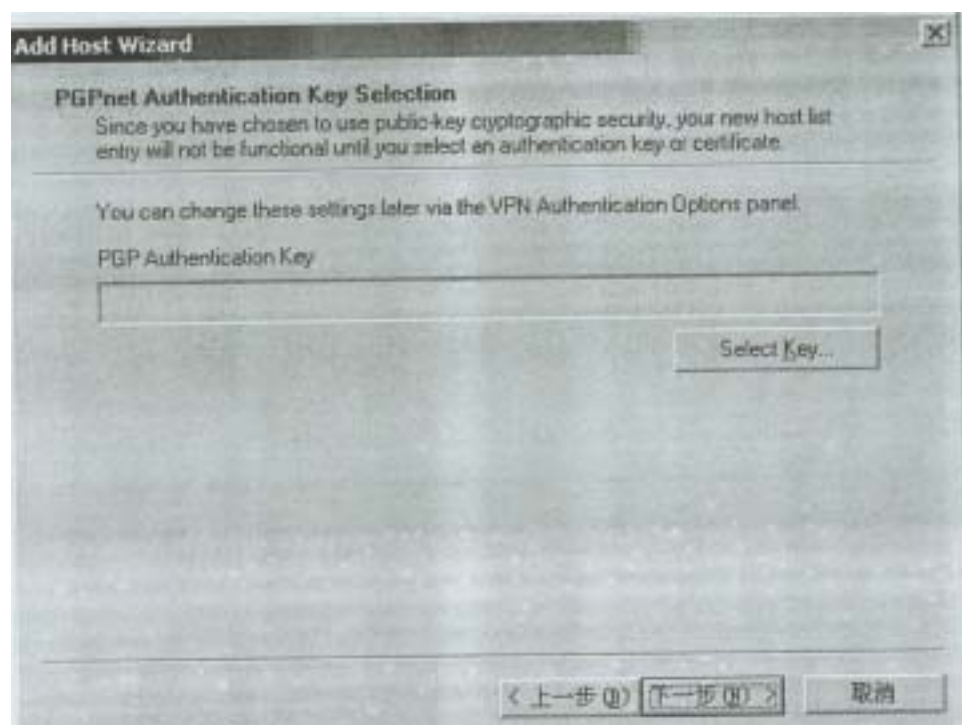 Add Host Wizard
PGPnet Authentication Key Selection
Since you have chosen to use public-key cryptographic security, your new host list
entry will not be functional until you select an authentication key or certificate.
You can change these settings later via the VPN Authentication Options panel.
PGP Authentication Key
Select Key...
< 上一步(B) 下一步(N) > 取消